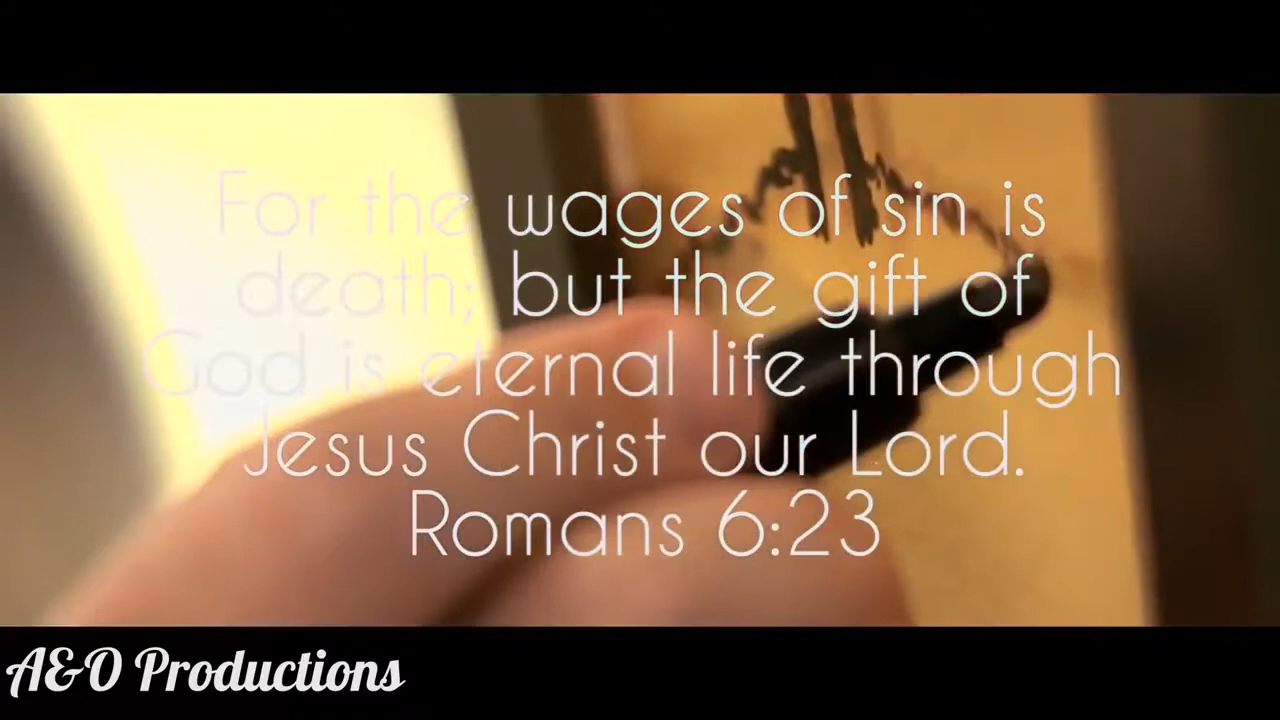 For the wages of sin is
death; but the gift of
God is eternal life through
Jesus Christ our Lord.
Romans 6:23
A&O Productions